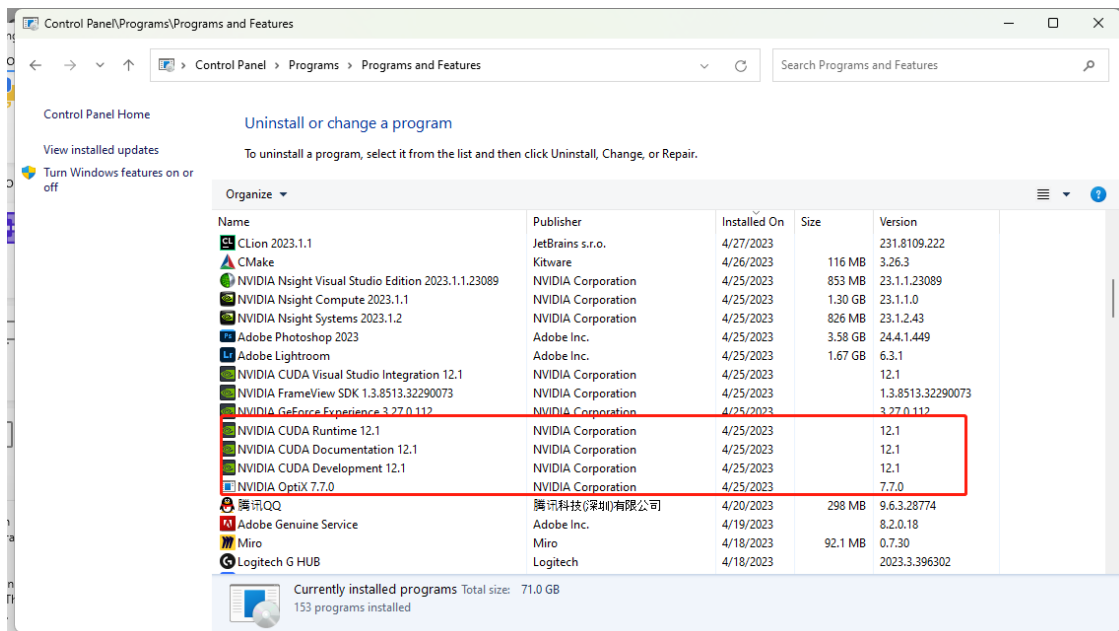 Control Panel\Programs\Programs and Features
Control Panel > Programs > Programs and Features
Search Programs and Features
Control Panel Home
View installed updates
Turn Windows features on or
off
Uninstall or change a program
To uninstall a program, select it from the list and then click Uninstall, Change, or Repair.
Organize
Name Publisher Installed On Size Version
CLion 2023.1.1 JetBrains s.r.o. 4/27/2023 231.8109.222
CMake Kitware 4/26/2023 116 MB 3.26.3
NVIDIA Nsight Visual Studio Edition 2023.1.1.23089 NVIDIA Corporation 4/25/2023 853 MB 23.1.1.23089
NVIDIA Nsight Compute 2023.1.1 NVIDIA Corporation 4/25/2023 1.30 GB 23.1.1.0
NVIDIA Nsight Systems 2023.1.2 NVIDIA Corporation 4/25/2023 826 MB 23.1.2.43
Adobe Photoshop 2023 Adobe Inc. 4/25/2023 3.58 GB 24.4.1.449
Adobe Lightroom Adobe Inc. 4/25/2023 1.67 GB 6.3.1
NVIDIA CUDA Visual Studio Integration 12.1 NVIDIA Corporation 4/25/2023 12.1
NVIDIA FrameView SDK 1.3.8513.32290073 NVIDIA Corporation 4/25/2023 1.3.8513.32290073
NVIDIA GeForce Experience 3.27.0.112 NVIDIA Corporation 4/25/2023 3.27.0.112
NVIDIA CUDA Runtime 12.1 NVIDIA Corporation 4/25/2023 12.1
NVIDIA CUDA Documentation 12.1 NVIDIA Corporation 4/25/2023 12.1
NVIDIA CUDA Development 12.1 NVIDIA Corporation 4/25/2023 12.1
NVIDIA OptiX 7.7.0 NVIDIA Corporation 4/25/2023 7.7.0
腾讯QQ 腾讯科技(深圳)有限公司 4/20/2023 298 MB 9.6.3.28774
Adobe Genuine Service Adobe Inc. 4/19/2023 8.2.0.18
Miro Miro 4/18/2023 92.1 MB 0.7.30
Logitech G HUB Logitech 4/18/2023 2023.3.396302
Currently installed programs Total size: 71.0 GB
153 programs installed